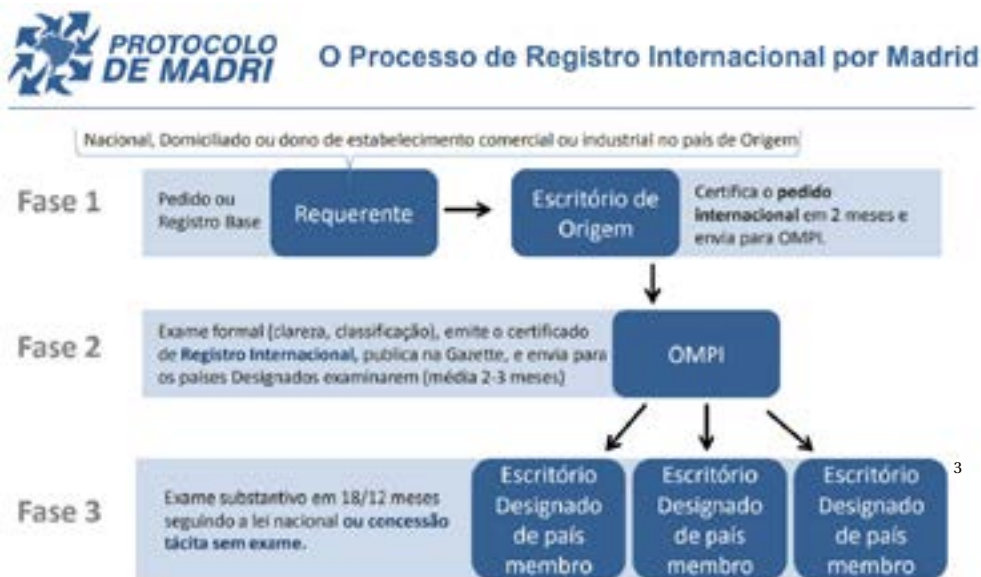 PROTOCOLO
DE MADRI
O Processo de Registro Internacional por Madrid
Nacional, Domiciliado ou dono de estabelecimento comercial ou industrial no país de Origem
Fase 1
Pedido ou
Registro Base
Requerente
Escritório de
Origem
Certifica o pedido
internacional em 2 meses e
envia para OMPI.
Fase 2
Exame formal (clareza, classificação), emite o certificado
de Registro Internacional, publica na Gazette, e envia para
os países Designados examinarem (média 2-3 meses)
OMPI
Fase 3
Exame substantivo em 18/12 meses
seguindo a lei nacional ou concessão
tácita sem exame.
Escritório
Designado
de país
membro
Escritório
Designado
de país
membro
Escritório
Designado
de país
membro
3